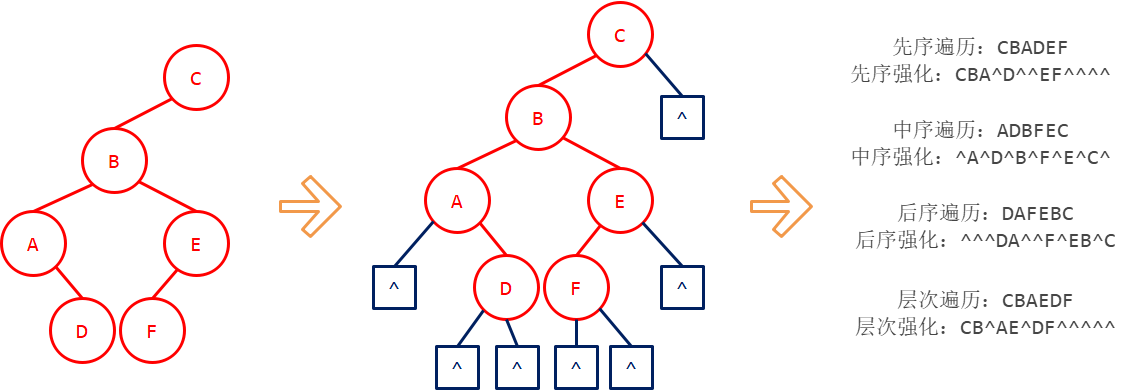 C
B
A
E
D
F
C
B
^
A
E
^
D
F
^
^
^
^
^
先序遍历：CBADEF
先序强化：CBA^D^^EF^^^^
中序遍历：ADBFEC
中序强化：^A^D^B^F^E^C^
后序遍历：DAFEBC
后序强化：^^^DA^^F^EB^C
层次遍历：CBAEDF
层次强化：CB^AE^DF^^^^^